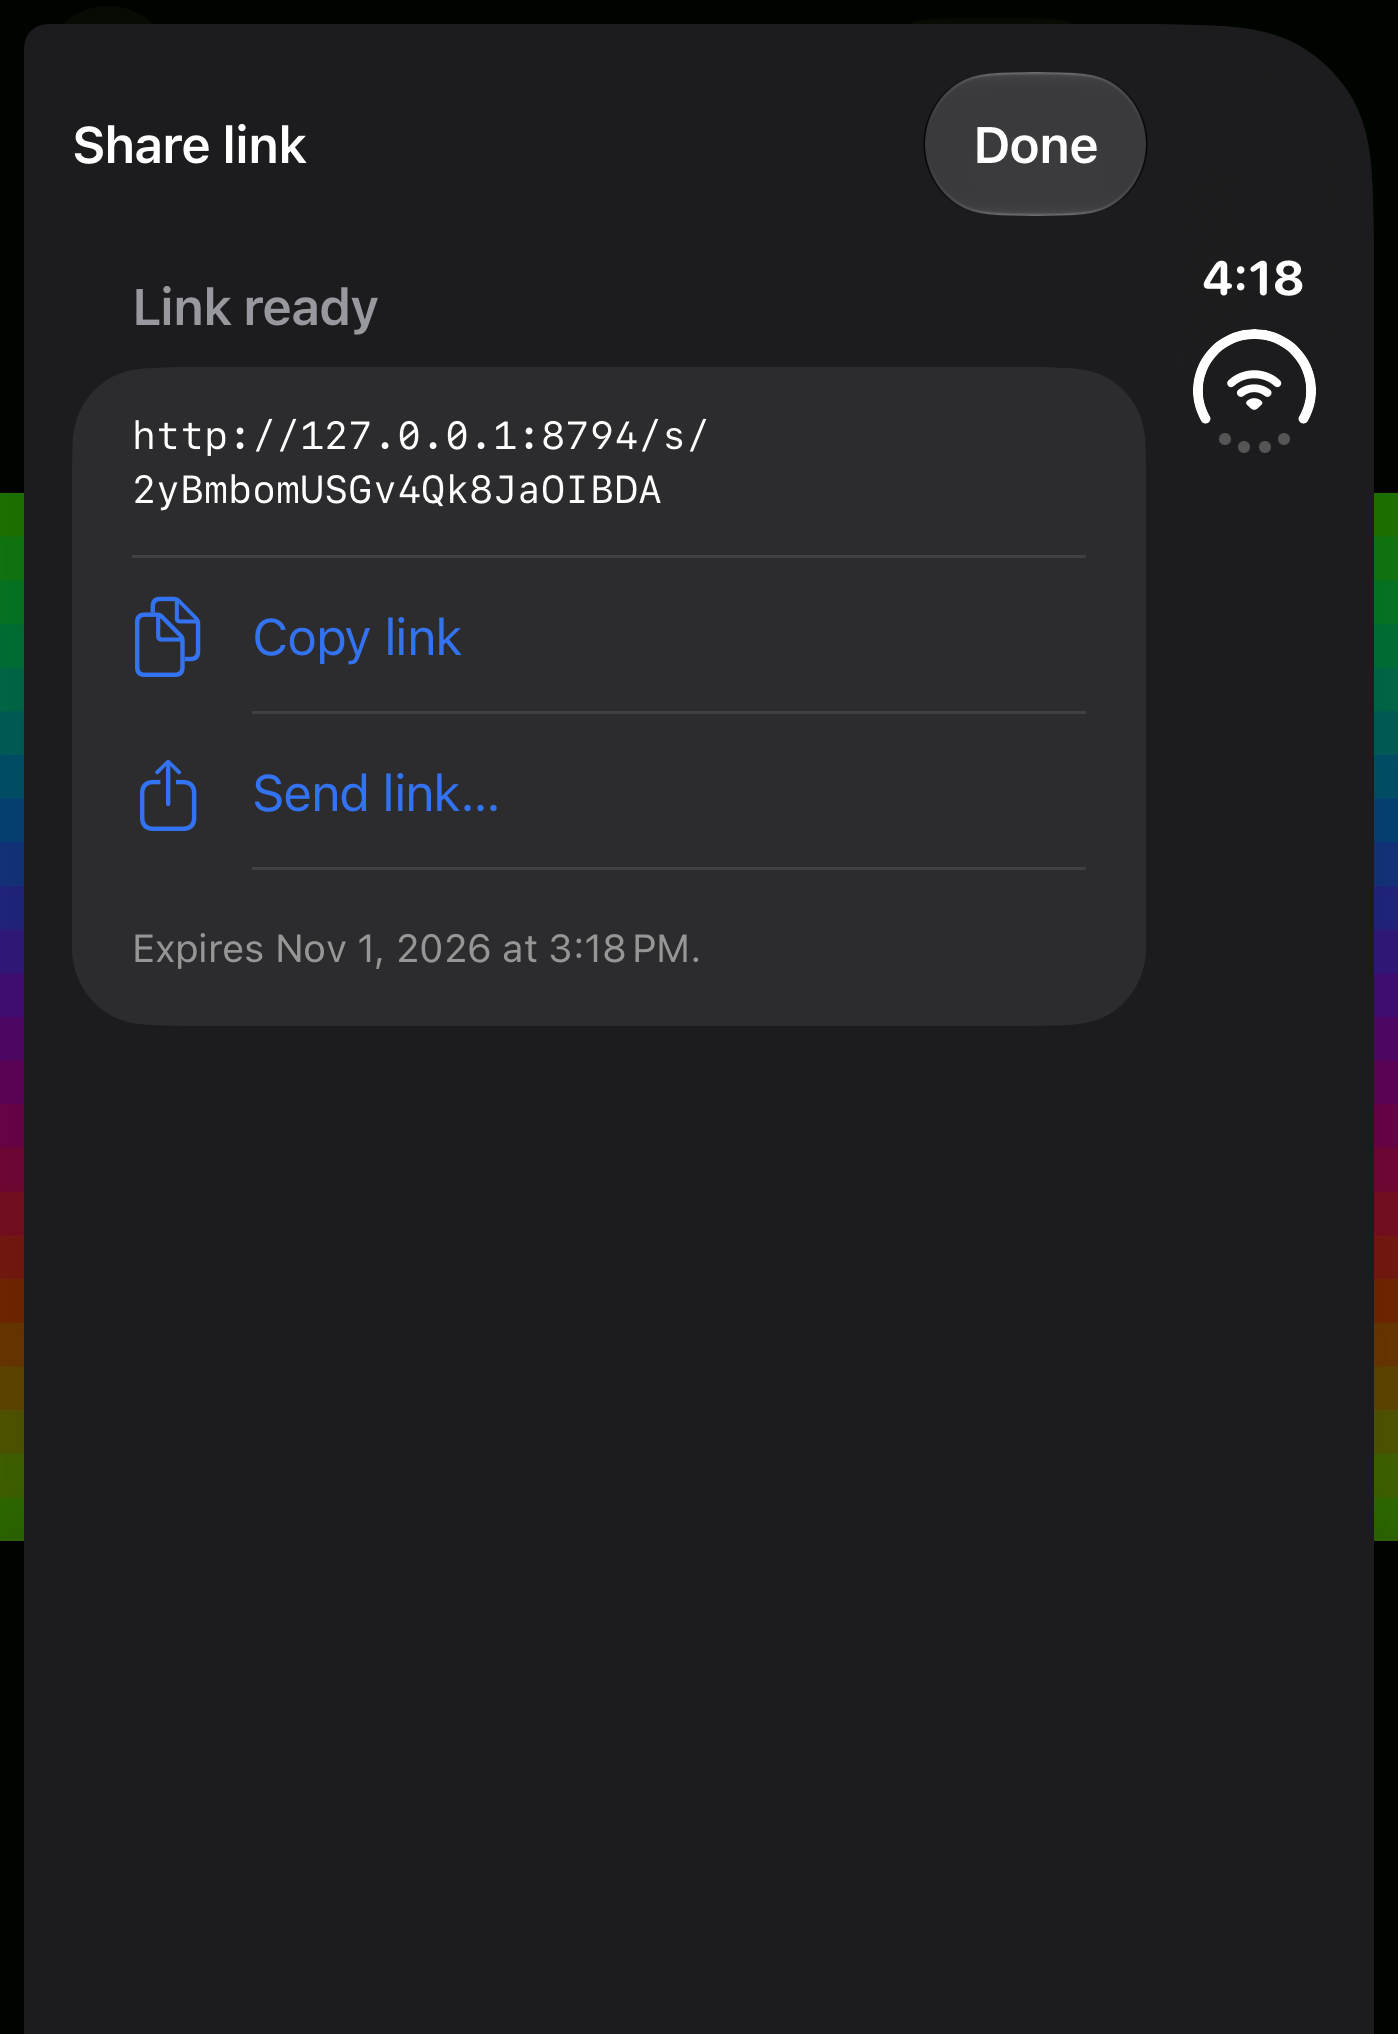 Share link
Done
4:18
Link ready
http://127.0.0.1:8794/s/
2yBmbomUSGv4Qk8JaOIBDA
Copy link
Send link...
Expires Nov 1, 2026 at 3:18 PM.